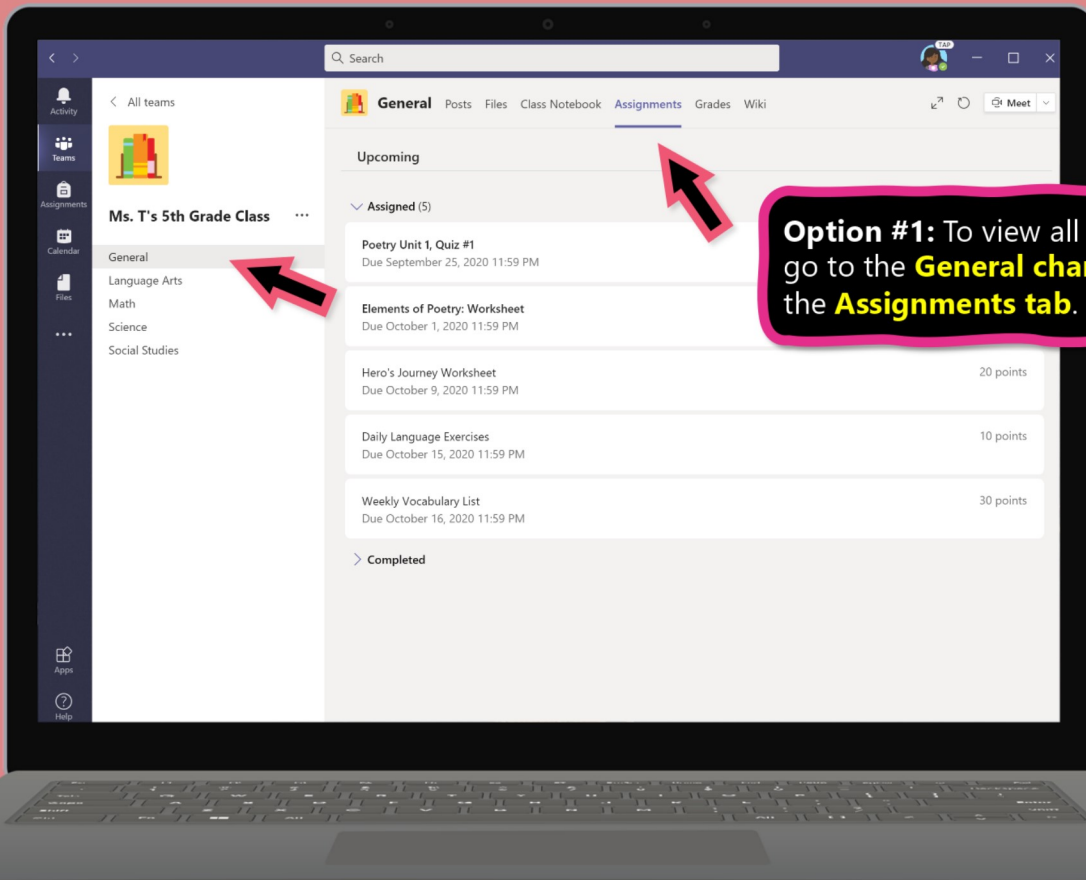 Search
TAP
Activity
Teams
Assignments
Calendar
Files
Apps
Help
All teams
Ms. T's 5th Grade Class
General
Language Arts
Math
Science
Social Studies
General Posts Files Class Notebook Assignments Grades Wiki
Meet
Upcoming
Assigned (5)
Poetry Unit 1, Quiz #1
Due September 25, 2020 11:59 PM
Elements of Poetry: Worksheet
Due October 1, 2020 11:59 PM
Hero's Journey Worksheet
20 points
Due October 9, 2020 11:59 PM
Daily Language Exercises
10 points
Due October 15, 2020 11:59 PM
Weekly Vocabulary List
30 points
Due October 16, 2020 11:59 PM
Completed
Option #1: To view all
go to the General
the Assignments tab.